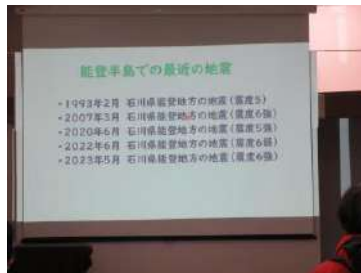 能登半島での最近の地震
・1993年2月 石川県能登地方の地震(震度5)
・2007年3月 石川県能登地方の地震(震度6強)
・2020年6月 石川県能登地方の地震(震度5強)
・2022年6月 石川県能登地方の地震(震度6弱)
・2023年5月 石川県能登地方の地震(震度6強)